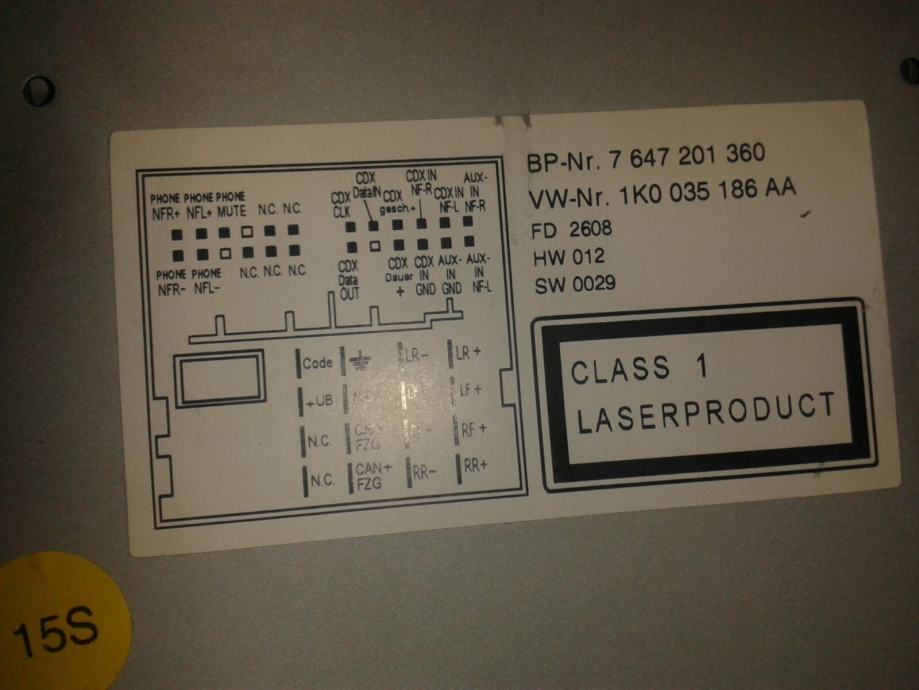 BP-Nr. 7 647 201 360
VW-Nr. 1K0 035 186 AA
FD 2608
HW 012
SW 0029
CLASS 1
LASERPRODUCT
PHONE NFR+
PHONE NFL+
PHONE MUTE
N.C. N.C.
CDX CLK
CDX DataIN
CDX gesch.+
CDX IN NF-R
CDX IN NF-L
AUX-IN NF-R
PHONE NFR-
PHONE NFL-
N.C. N.C. N.C.
CDX Data OUT
CDX Dauer +
CDX IN GND
AUX-IN GND
AUX-IN NF-L
Code LR- LR+
+UB LF+
N.C. FZG RF+
N.C. CAN+ FZG RR- RR+
15S